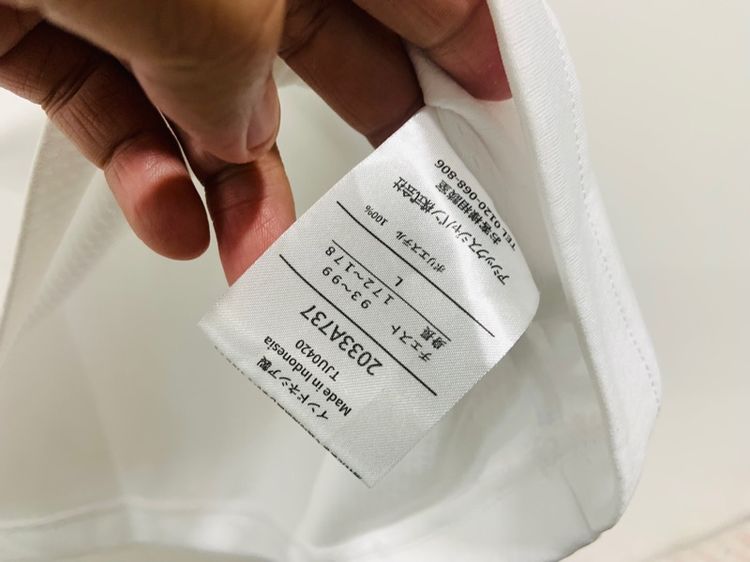 2033A737
チェスト 93~99
身長 172~178
L
ポリエステル 100%
アシックスジャパン株式会社
お客様相談室
TEL.0120-068-806
TJU0420
Made in Indonesia
インドネシア製